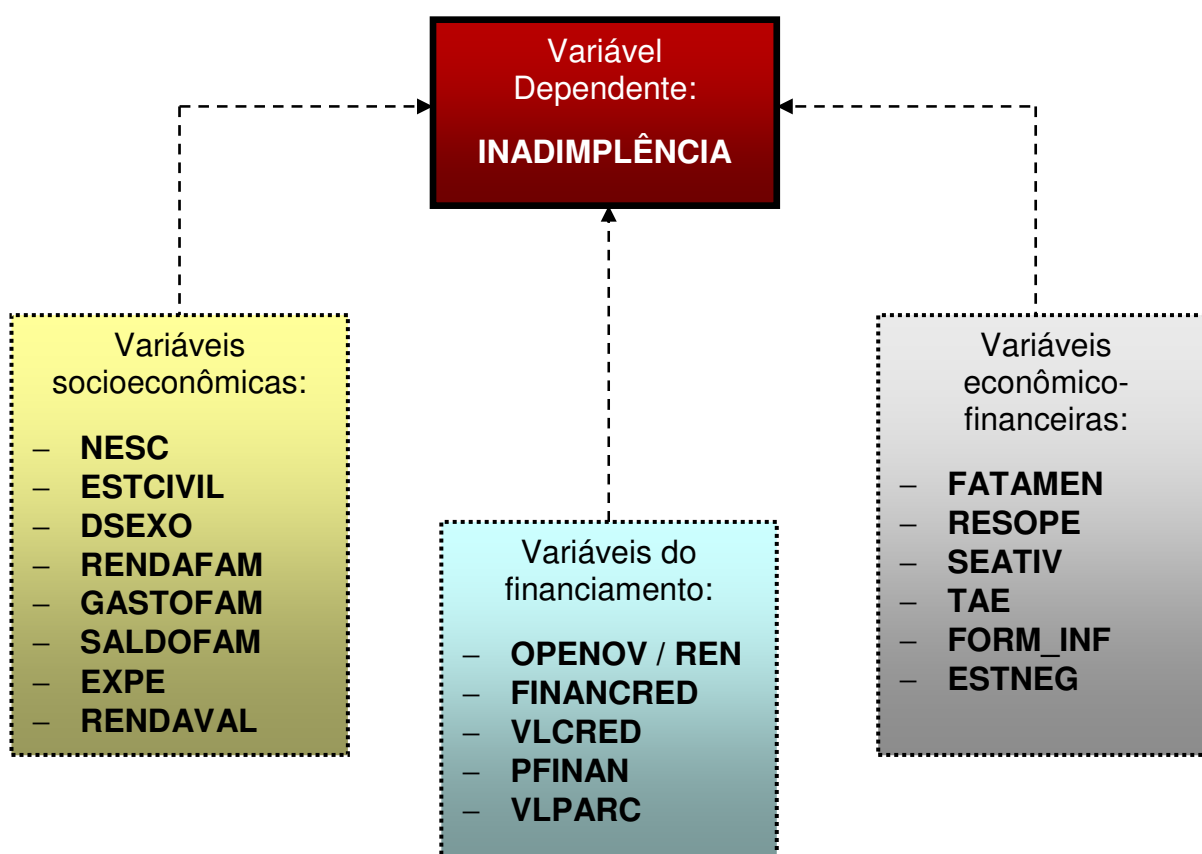 Variável
Dependente:
INADIMPLÊNCIA
Variáveis
socioeconômicas:
– NESC
– ESTCIVIL
– DSEXO
– RENDAFAM
– GASTOFAM
– SALDOFAM
– EXPE
– RENDAVAL
Variáveis do
financiamento:
– OPENOV / REN
– FINANCRED
– VLCRED
– PFINAN
– VLPARC
Variáveis
econômico-
financeiras:
– FATAMEN
– RESOPE
– SEATIV
– TAE
– FORM_INF
– ESTNEG